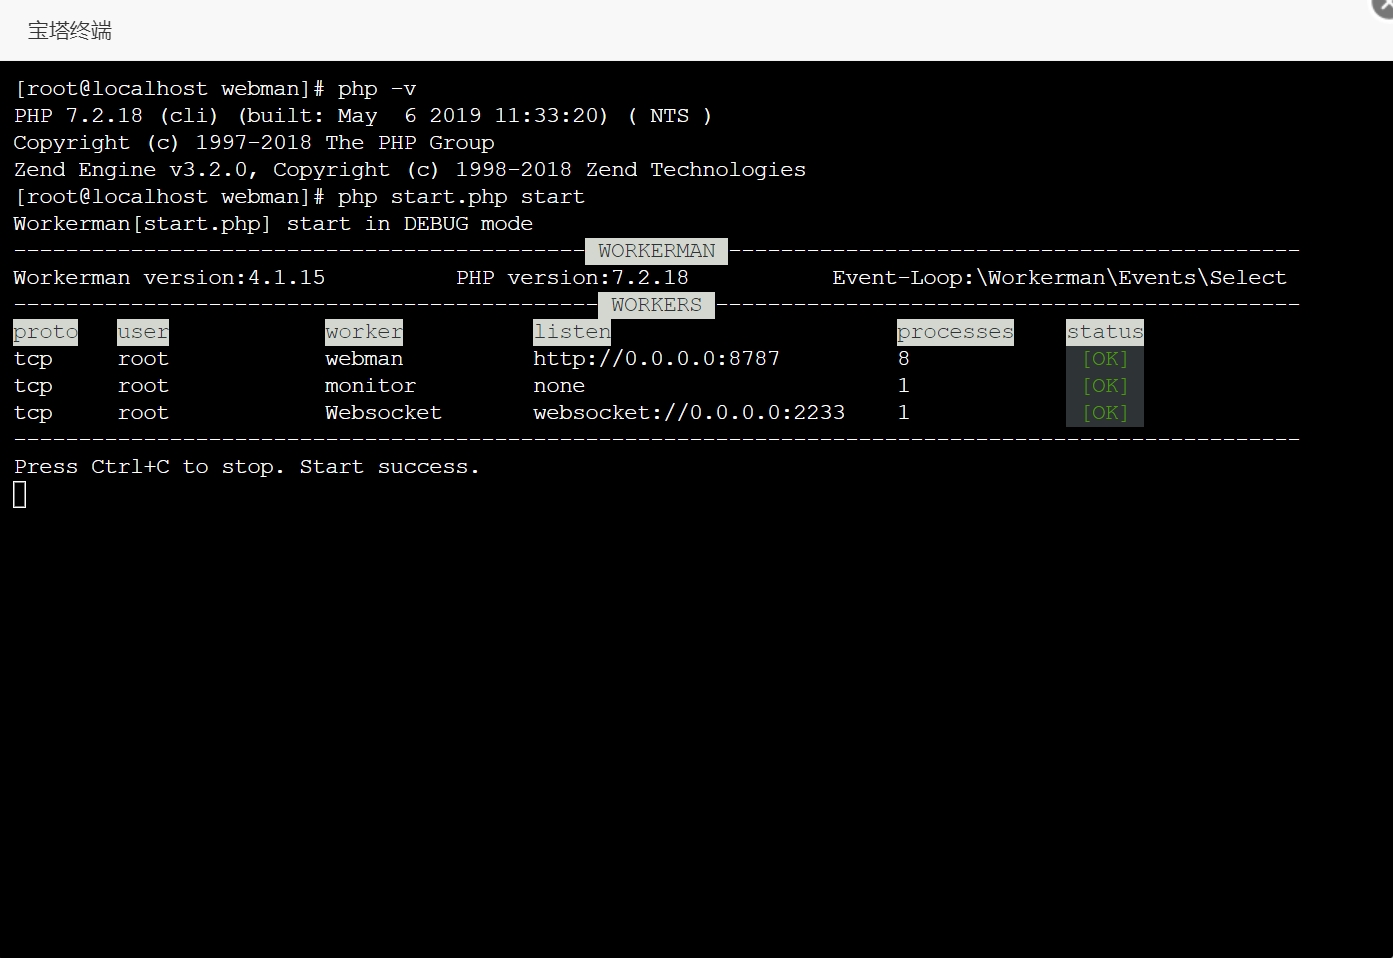 宝塔终端
[root@localhost webman]# php -v
PHP 7.2.18 (cli) (built: May  6 2019 11:33:20) ( NTS )
Copyright (c) 1997-2018 The PHP Group
Zend Engine v3.2.0, Copyright (c) 1998-2018 Zend Technologies
[root@localhost webman]# php start.php start
Workerman[start.php] start in DEBUG mode
-------------------------------------------- WORKERMAN --------------------------------------------
Workerman version:4.1.15          PHP version:7.2.18           Event-Loop:\Workerman\Events\Select
--------------------------------------------- WORKERS ---------------------------------------------
proto   user            worker          listen                      processes    status
tcp     root            webman          http://0.0.0.0:8787         8             [OK]
tcp     root            monitor         none                        1             [OK]
tcp     root            Websocket       websocket://0.0.0.0:2233    1             [OK]
---------------------------------------------------------------------------------------------------
Press Ctrl+C to stop. Start success.